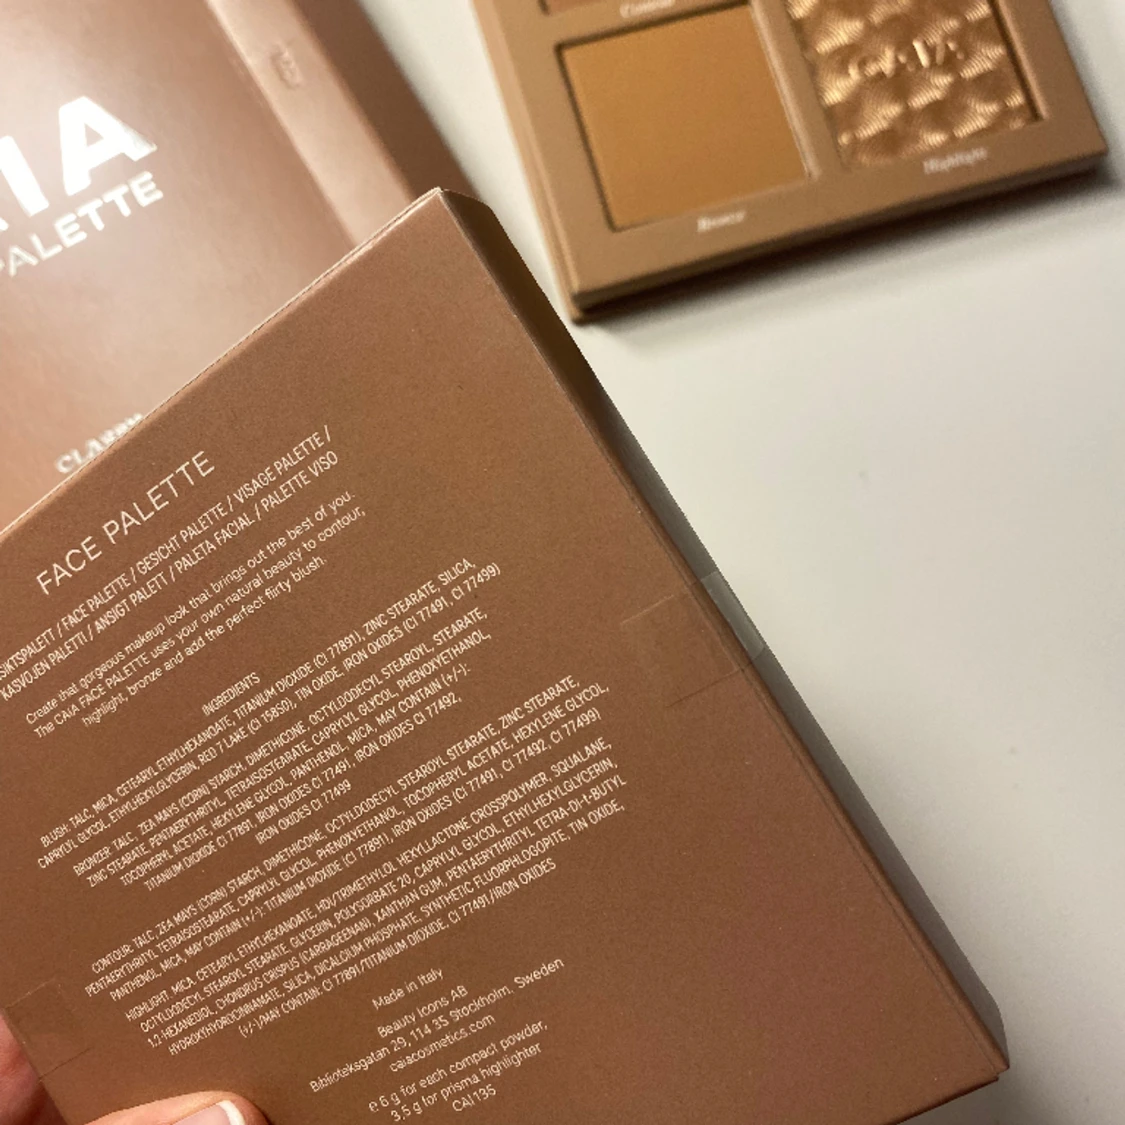 Contour
CAIA
Bronze
Highlight
IA
PALETTE
CLASSY
FACE PALETTE
SIKTSPALETT / FACE PALETTE / GESICHT PALETTE / VISAGE PALETTE /
KASVOJEN PALETTI / ANSIGT PALETT / PALETA FACIAL / PALETTE VISO
Create that gorgeous makeup look that brings out the best of you.
The CAIA FACE PALETTE uses your own natural beauty to contour,
highlight, bronze and add the perfect flirty blush.
INGREDIENTS
BLUSH: TALC, MICA, CETEARYL ETHYLHEXANOATE, TITANIUM DIOXIDE (CI 77891), ZINC STEARATE, SILICA,
CAPRYLYL GLYCOL, ETHYLHEXYLGLYCERIN, RED 7 LAKE (CI 15850), TIN OXIDE, IRON OXIDES (CI 77491, CI 77499)
BRONZER: TALC, ZEA MAYS (CORN) STARCH, DIMETHICONE, OCTYLDODECYL STEAROYL STEARATE,
ZINC STEARATE PENTAERYTHRITYL TETRAISOSTEARATE, CAPRYLYL GLYCOL, PHENOXYETHANOL,
TOCOPHERYL ACETATE, HEXYLENE GLYCOL, PANTHENOL, MICA, MAY CONTAIN (+/-):
TITANIUM DIOXIDE CI 77891, IRON OXIDES CI 77491, IRON OXIDES CI 77492,
IRON OXIDES CI 77499
CONTOUR: TALC, ZEA MAYS (CORN) STARCH, DIMETHICONE, OCTYLDODECYL STEAROYL STEARATE, ZINC STEARATE,
PENTAERYTHRITYL TETRAISOSTEARATE, CAPRYLYL GLYCOL, PHENOXYETHANOL, TOCOPHERYL ACETATE, HEXYLENE GLYCOL,
PANTHENOL, MICA, MAY CONTAIN (+/-): TITANIUM DIOXIDE (CI 77891), IRON OXIDES (CI 77491, CI 77492, CI 77499)
HIGHLIGHT: MICA, CETEARYL ETHYLHEXANOATE, HDI/TRIMETHYLOL HEXYLLACTONE CROSSPOLYMER, SQUALANE,
OCTYLDODECYL STEAROYL STEARATE, GLYCERIN, POLYSORBATE 20, CAPRYLYL GLYCOL, ETHYLHEXYLGLYCERIN,
1,2-HEXANEDIOL, CHONDRUS CRISPUS (CARRAGEENAN), XANTHAN GUM, PENTAERYTHRITYL TETRA-DI-t-BUTYL
HYDROXYHYDROCINNAMATE, SILICA, DICALCIUM PHOSPHATE, SYNTHETIC FLUORPHLOGOPITE, TIN OXIDE,
(+/-)/MAY CONTAIN: CI 77891/TITANIUM DIOXIDE, CI 77491/IRON OXIDES
Made in Italy
Beauty Icons AB
Biblioteksgatan 29, 114 35 Stockholm, Sweden
caiacosmetics.com
e 6 g for each compact powder,
3,5 g for prisma highlighter
CAI 135